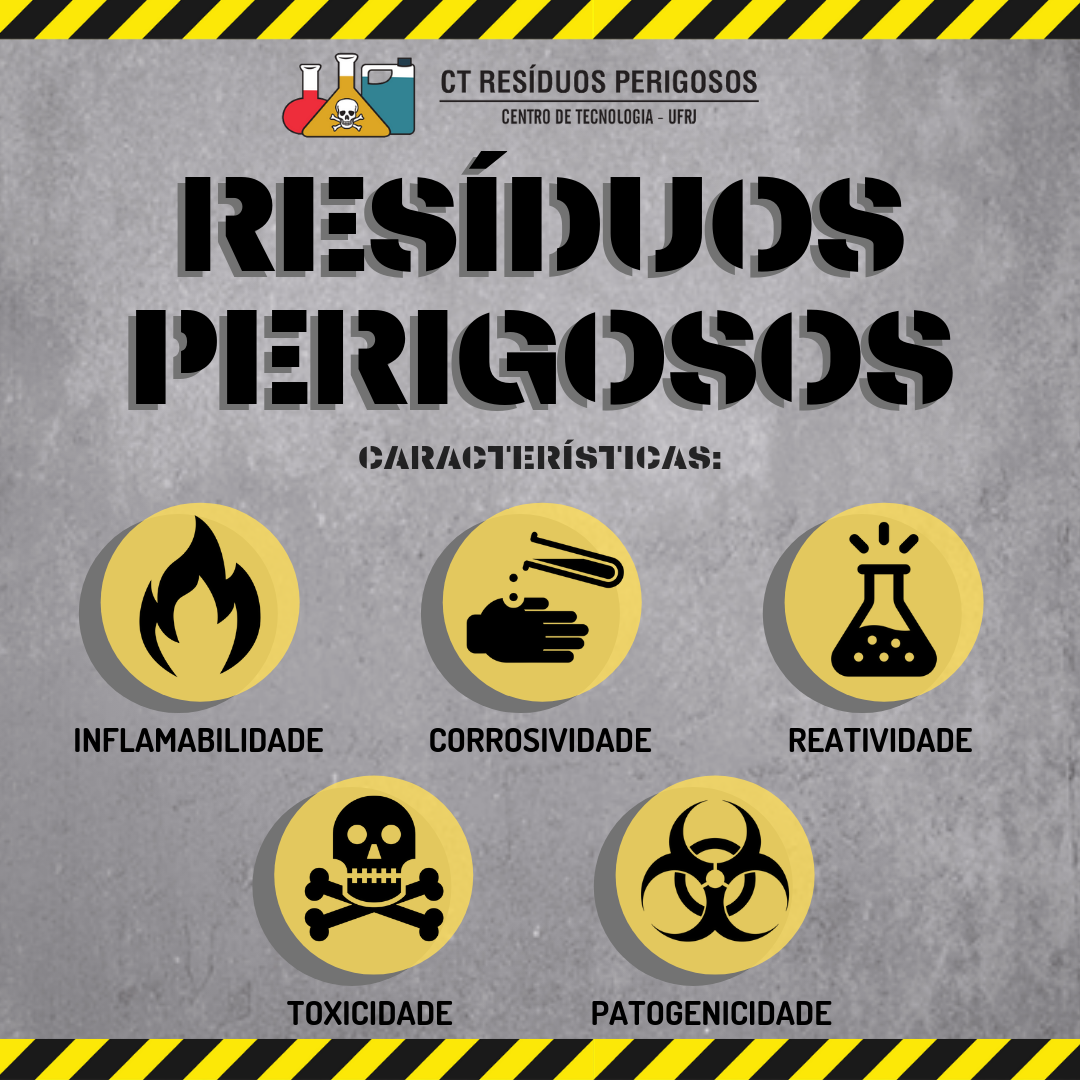 CT RESÍDUOS PERIGOSOS
CENTRO DE TECNOLOGIA - UFRJ
RESÍDUOS
PERIGOSOS
CARACTERÍSTICAS:
INFLAMABILIDADE
CORROSIVIDADE
REATIVIDADE
TOXICIDADE
PATOGENICIDADE